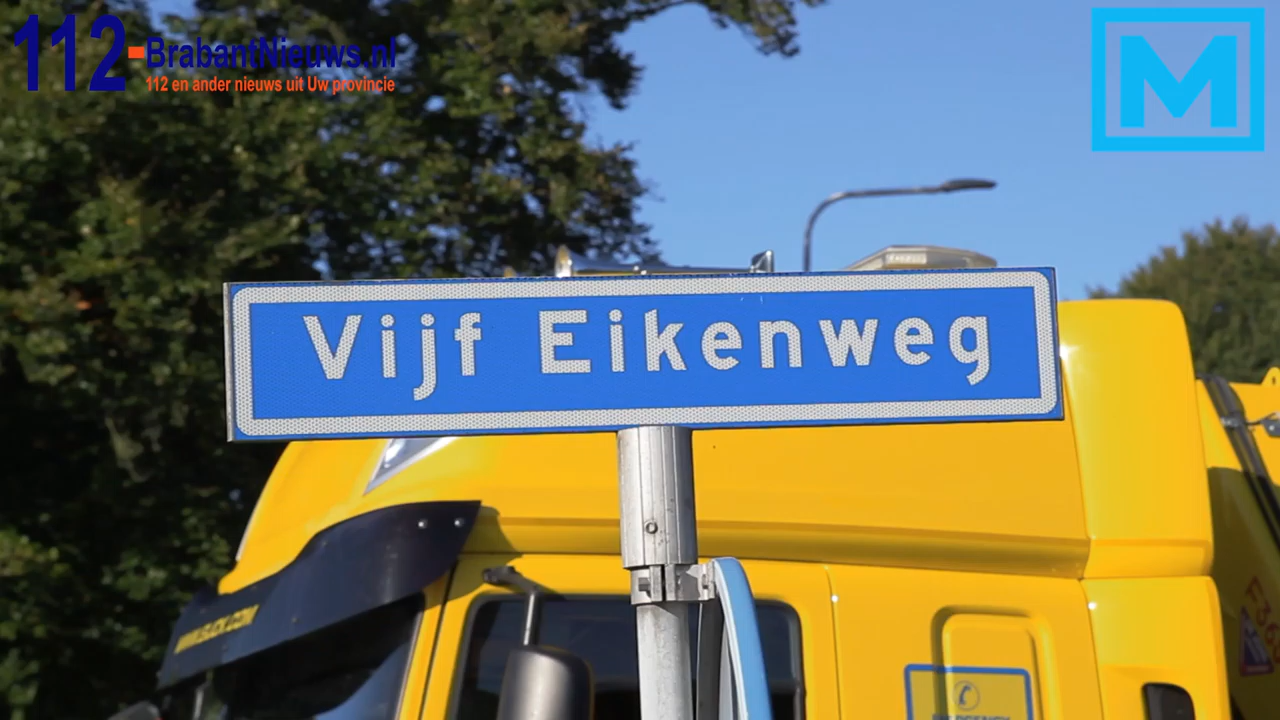 112-BrabantNieuws.nl
112 en ander nieuws uit Uw provincie
M
Vijf Eikenweg